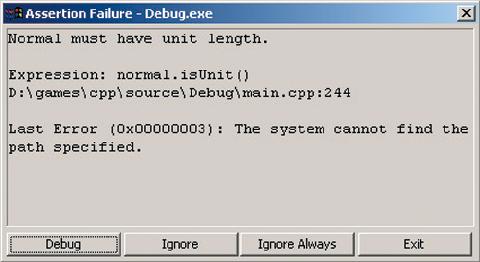 Assertion Failure - Debug.exe
Normal must have unit length.
Expression: normal.isUnit()
D:\games\cpp\source\Debug\main.cpp:244
Last Error (0x00000003): The system cannot find the
path specified.
Debug
Ignore
Ignore Always
Exit